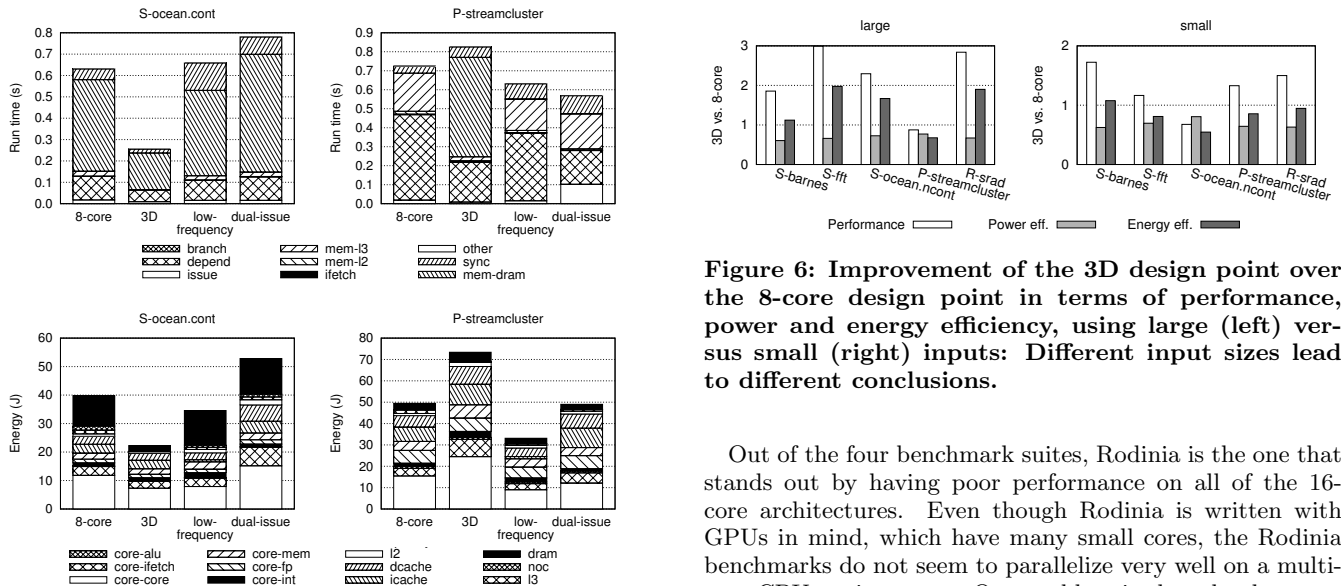 S-ocean.cont
Run time (s)
0.8
0.7
0.6
0.5
0.4
0.3
0.2
0.1
0.0
8-core 3D low-frequency dual-issue
P-streamcluster
Run time (s)
0.9
0.8
0.7
0.6
0.5
0.4
0.3
0.2
0.1
0.0
8-core 3D low-frequency dual-issue
branch mem-l3 other
depend mem-l2 sync
issue ifetch mem-dram
S-ocean.cont
Energy (J)
60
50
40
30
20
10
0
8-core 3D low-frequency dual-issue
P-streamcluster
Energy (J)
80
70
60
50
40
30
20
10
0
8-core 3D low-frequency dual-issue
core-alu core-mem l2 dram
core-ifetch core-fp dcache noc
core-core core-int icache l3
large
3D vs. 8-core
3
2
1
0
S-barnes S-fft S-ocean.ncont P-streamcluster R-srad
small
3D vs. 8-core
2
1
0
S-barnes S-fft S-ocean.ncont P-streamcluster R-srad
Performance Power eff. Energy eff.
Figure 6: Improvement of the 3D design point over
the 8-core design point in terms of performance,
power and energy efficiency, using large (left) ver-
sus small (right) inputs: Different input sizes lead
to different conclusions.
Out of the four benchmark suites, Rodinia is the one that
stands out by having poor performance on all of the 16-
core architectures. Even though Rodinia is written with
GPUs in mind, which have many small cores, the Rodinia
benchmarks do not seem to parallelize very well on a multi-